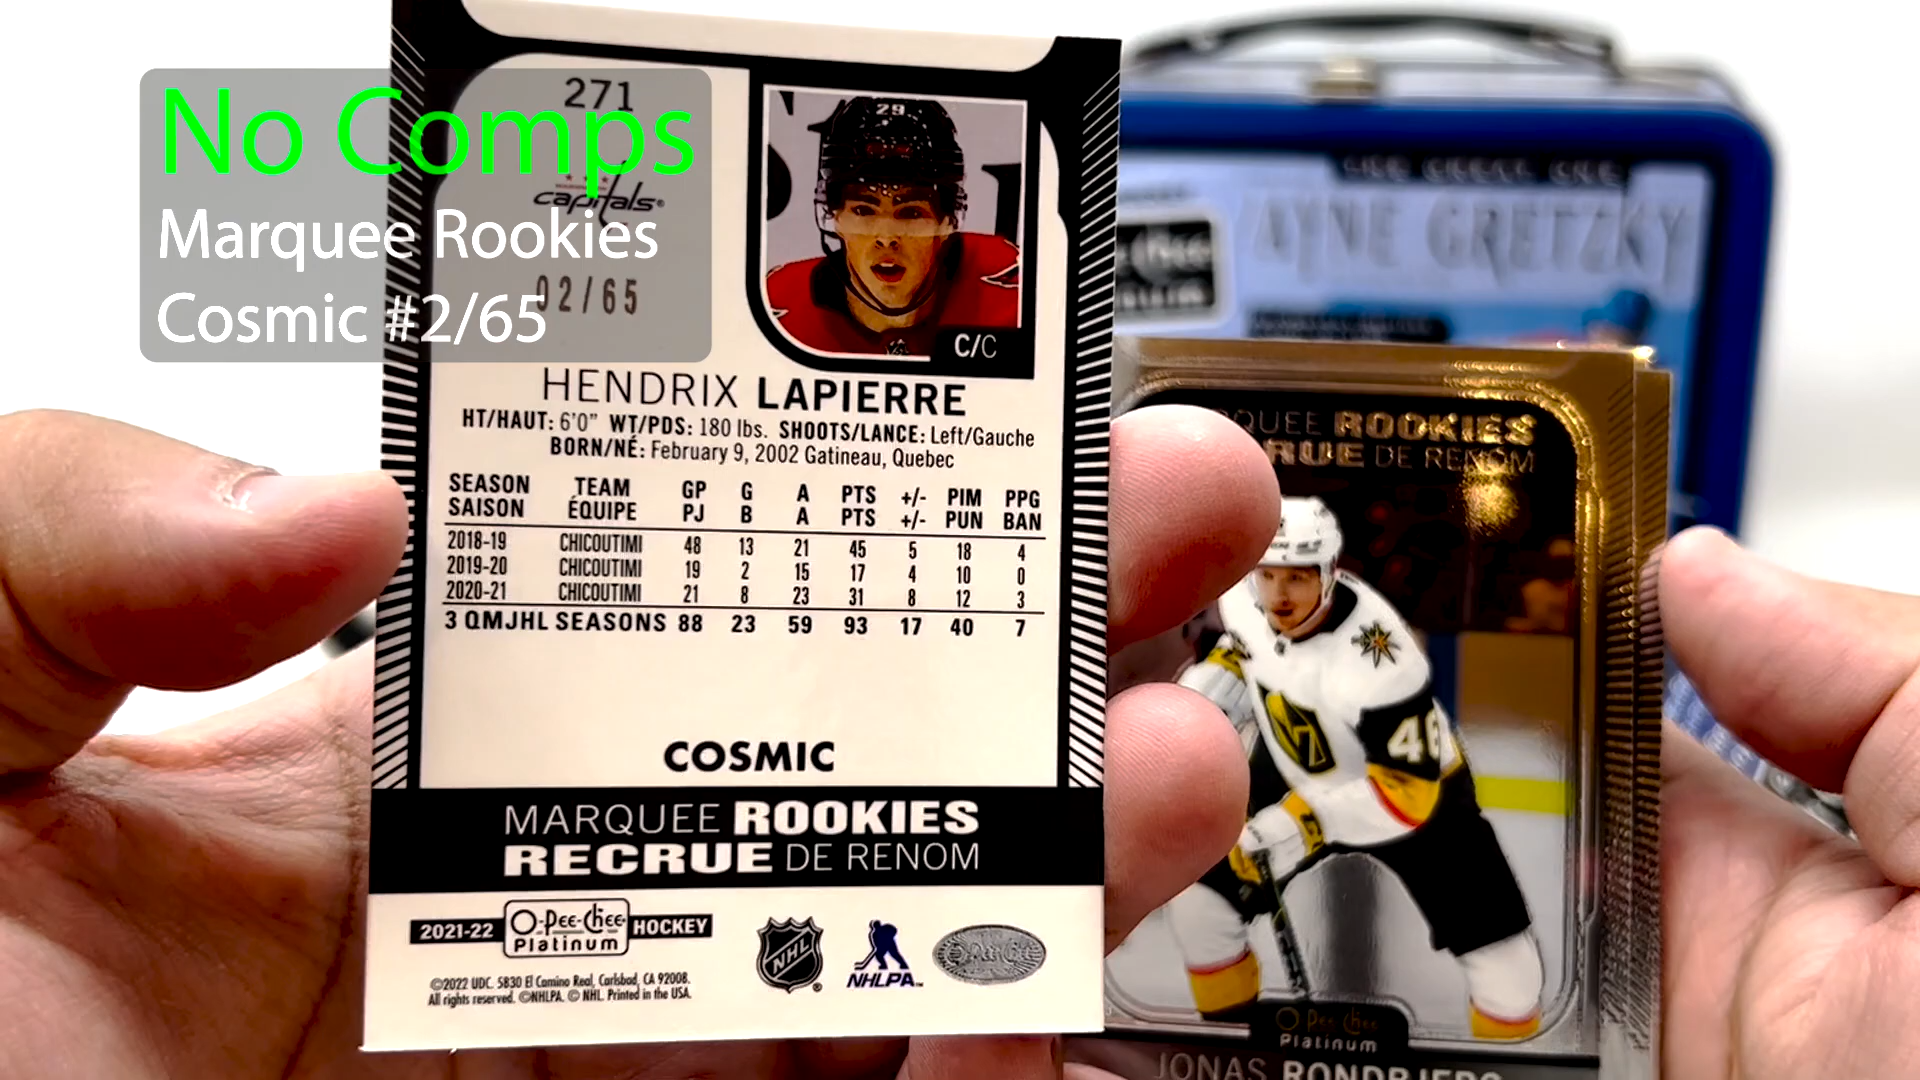 No Comps
Marquee Rookies
Cosmic #2/65
271
capitals
02/65
29
C/C
HENDRIX LAPIERRE
HT/HAUT: 6'0" WT/PDS: 180 lbs. SHOOTS/LANCE: Left/Gauche
BORN/NÉ: February 9, 2002 Gatineau, Quebec
SEASON TEAM GP G A PTS +/- PIM PPG
SAISON ÉQUIPE PJ B A PTS +/- PUN BAN
2018-19 CHICOUTIMI 48 13 21 45 5 18 4
2019-20 CHICOUTIMI 19 2 15 17 4 10 0
2020-21 CHICOUTIMI 21 8 23 31 8 12 3
3 QMJHL SEASONS 88 23 59 93 17 40 7
COSMIC
MARQUEE ROOKIES
RECRUE DE RENOM
2021-22 O-Pee-Chee Platinum HOCKEY
NHL
NHLPA
©2022 UDC. 5830 El Camino Real, Carlsbad, CA 92008.
All rights reserved. ©NHLPA. © NHL. Printed in the USA.
GRETZKY
ROOKIES
DE RENOM
46
O Pee Chee
Platinum
JONAS RONDBJERG